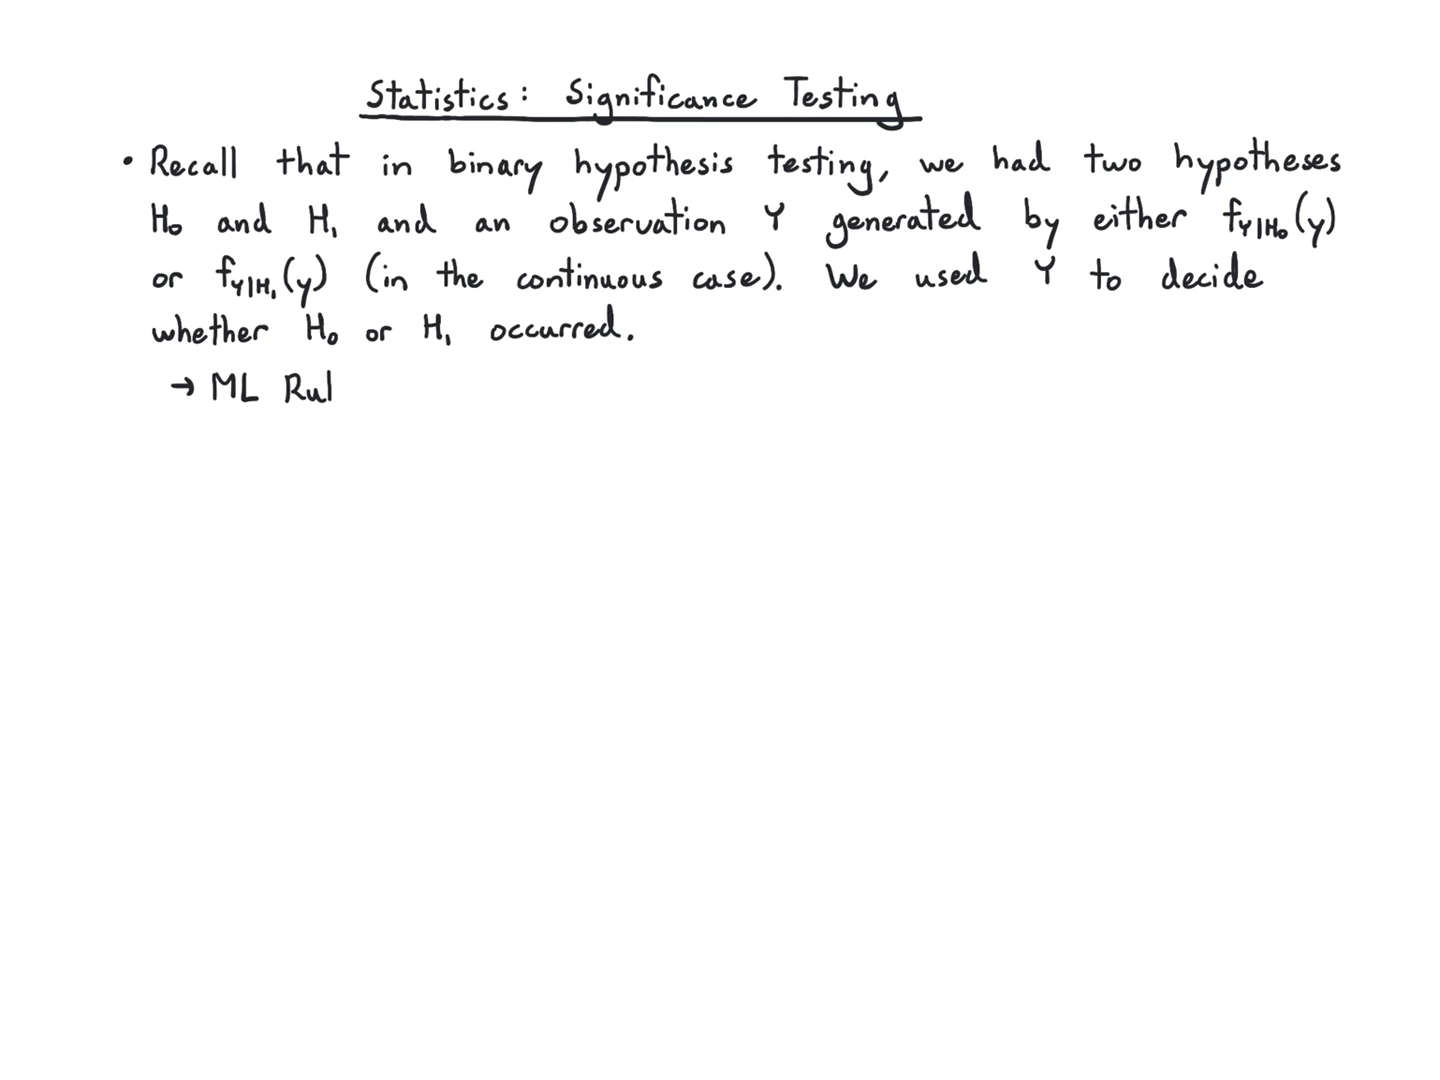 Statistics: Significance Testing
• Recall that in binary hypothesis testing, we had two hypotheses
H₀ and H₁ and an observation Y generated by either f_{Y|H₀}(y)
or f_{Y|H₁}(y) (in the continuous case). We used Y to decide
whether H₀ or H₁ occurred.
→ ML Rul